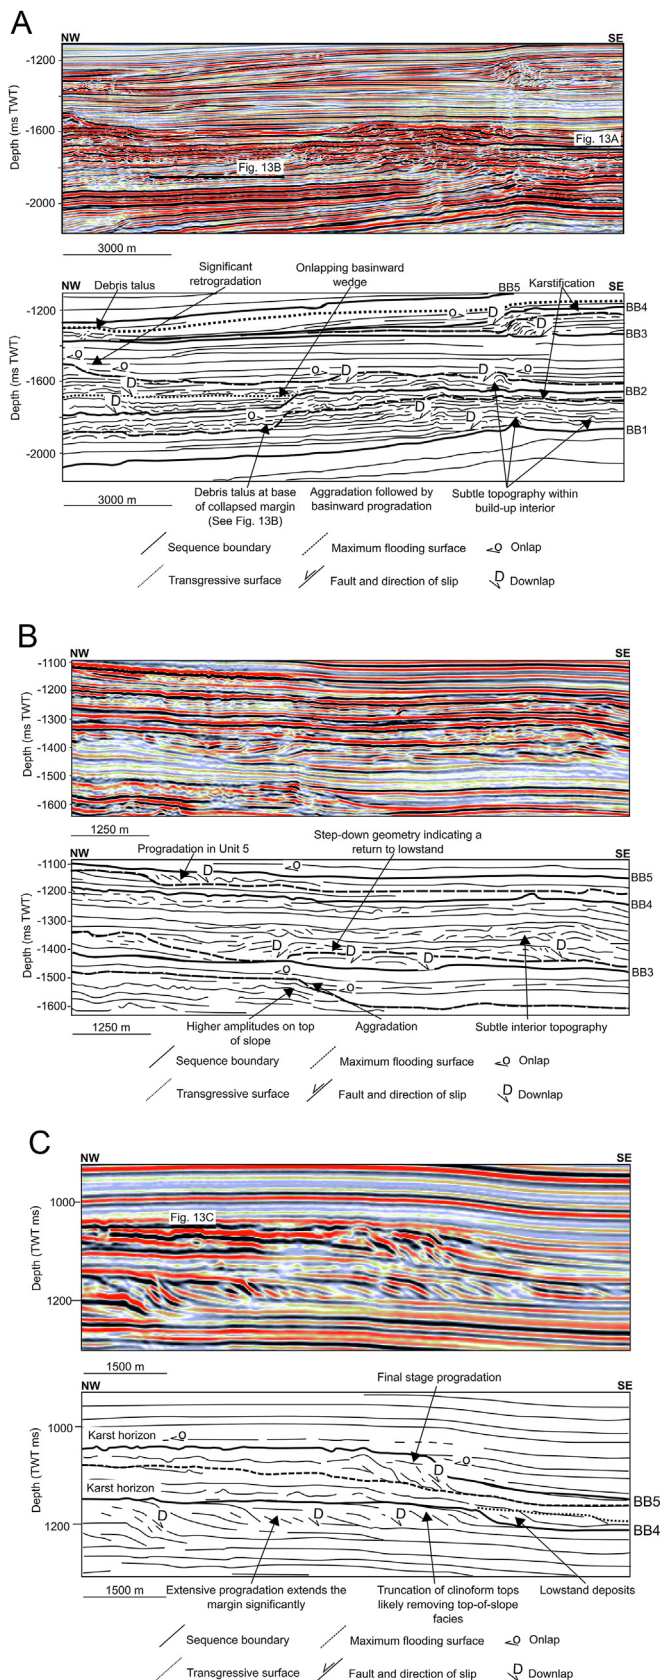 A
NW SE
-1200
-1600
-2000
Depth (ms TWT)
Fig. 13A
Fig. 13B
3000 m
NW SE
Debris talus
Significant
retrogradation
Onlapping basinward
wedge
BB5
Karstification
-1200
-1600
-2000
Depth (ms TWT)
O D D
O O
O D O D D O
D
D O D D
BB4
BB3
BB2
BB1
3000 m
Debris talus at base
of collapsed margin
(See Fig. 13B)
Aggradation followed by
basinward progradation
Subtle topography within
build-up interior
Sequence boundary Maximum flooding surface O Onlap
Transgressive surface Fault and direction of slip D Downlap
B
NW SE
-1100
-1200
-1300
-1400
-1500
-1600
Depth (ms TWT)
1250 m
Step-down geometry indicating a
return to lowstand
Progradation in Unit 5
-1100
-1200
-1300
-1400
-1500
-1600
Depth (ms TWT)
D O
D D D D
O O
BB5
BB4
BB3
1250 m
Higher amplitudes on top
of slope
Aggradation
Subtle interior topography
Sequence boundary Maximum flooding surface O Onlap
Transgressive surface Fault and direction of slip D Downlap
C
NW SE
1000
1200
Depth (TWT ms)
Fig. 13C
1500 m
NW SE
Final stage progradation
1000
1200
Depth (TWT ms)
Karst horizon O
O
D
Karst horizon
D D D
BB5
BB4
1500 m
Extensive progradation extends the
margin significantly
Truncation of clinoform tops
likely removing top-of-slope
facies
Lowstand deposits
Sequence boundary Maximum flooding surface O Onlap
Transgressive surface Fault and direction of slip D Downlap